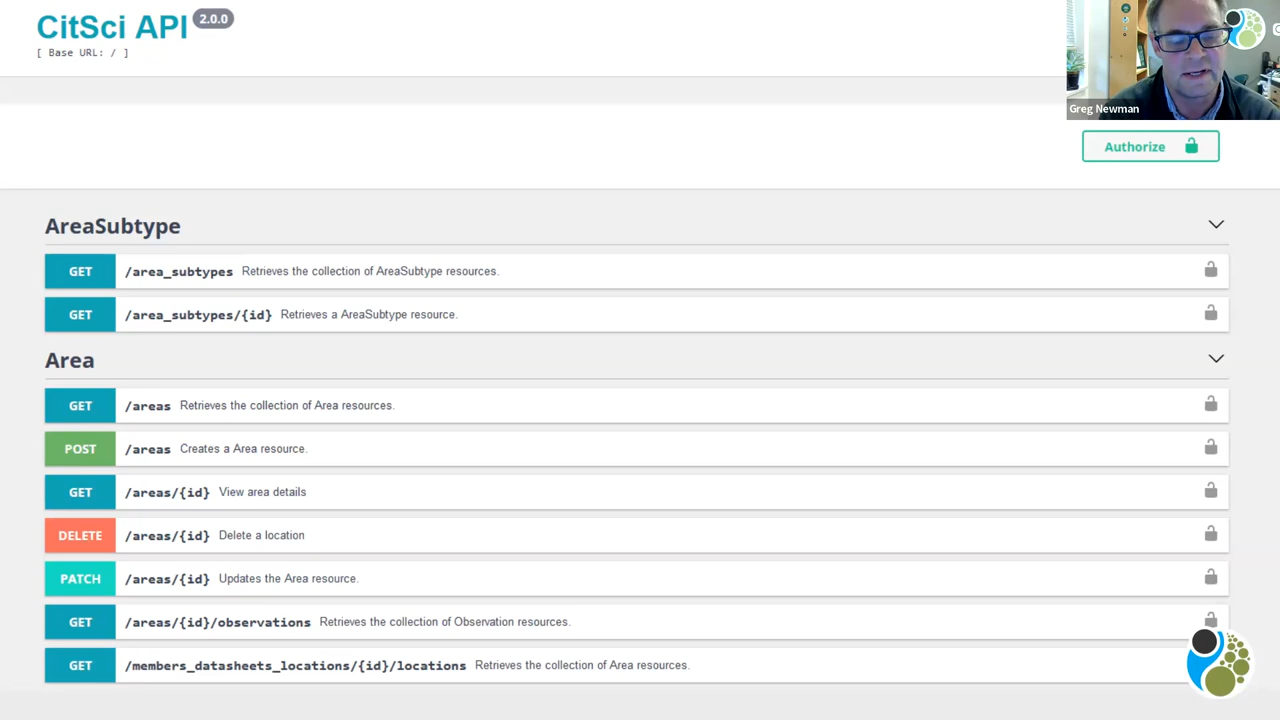 CitSci API 2.0.0
[ Base URL: / ]
Greg Newman
Authorize
AreaSubtype
GET /area_subtypes Retrieves the collection of AreaSubtype resources.
GET /area_subtypes/{id} Retrieves a AreaSubtype resource.
Area
GET /areas Retrieves the collection of Area resources.
POST /areas Creates a Area resource.
GET /areas/{id} View area details
DELETE /areas/{id} Delete a location
PATCH /areas/{id} Updates the Area resource.
GET /areas/{id}/observations Retrieves the collection of Observation resources.
GET /members_datasheets_locations/{id}/locations Retrieves the collection of Area resources.